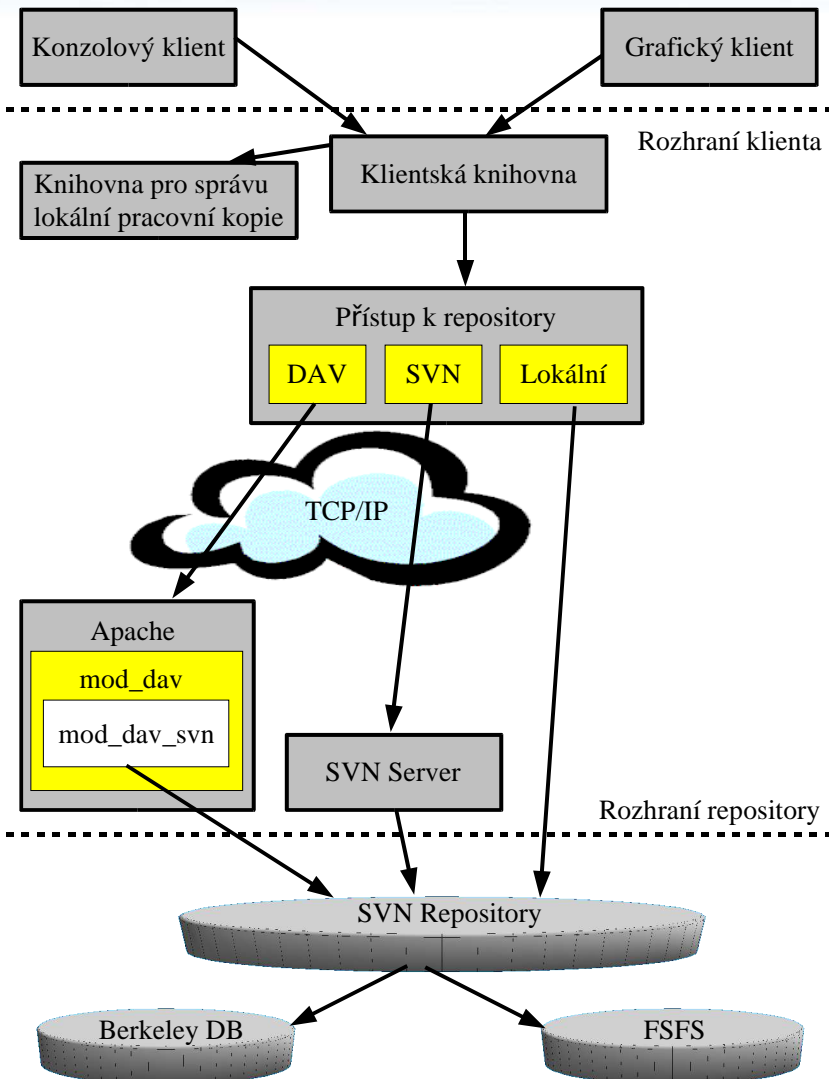 Konzolový klient
Grafický klient
Rozhraní klienta
Klientská knihovna
Knihovna pro správu
lokální pracovní kopie
Přístup k repository
DAV
SVN
Lokální
TCP/IP
Apache
mod_dav
mod_dav_svn
SVN Server
Rozhraní repository
SVN Repository
Berkeley DB
FSFS